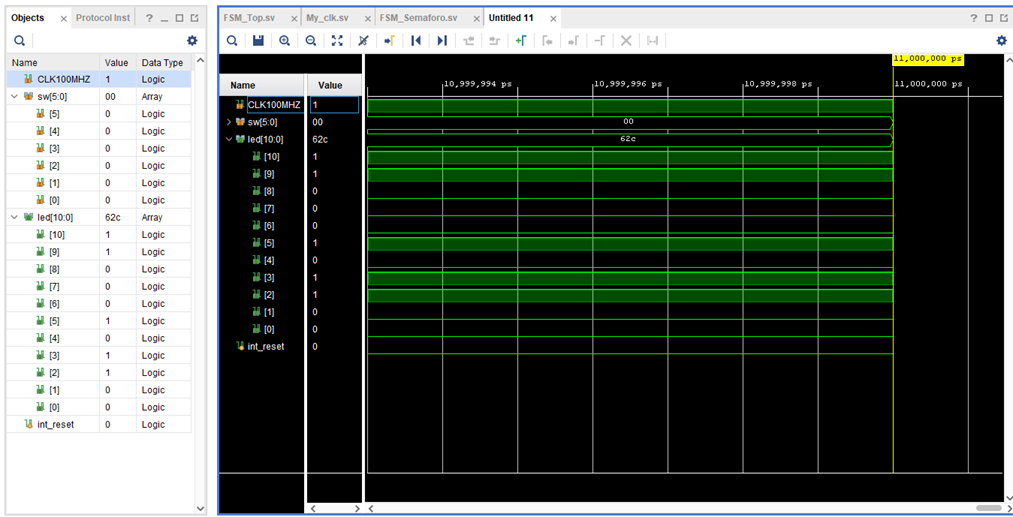 Objects × Protocol Inst ? _ □
FSM_Top.sv × My_clk.sv × FSM_Semaforo.sv × Untitled 11 × ?
Name Value Data Type
CLK100MHZ 1 Logic
sw[5:0] 00 Array
[5] 0 Logic
[4] 0 Logic
[3] 0 Logic
[2] 0 Logic
[1] 0 Logic
[0] 0 Logic
led[10:0] 62c Array
[10] 1 Logic
[9] 1 Logic
[8] 0 Logic
[7] 0 Logic
[6] 0 Logic
[5] 1 Logic
[4] 0 Logic
[3] 1 Logic
[2] 1 Logic
[1] 0 Logic
[0] 0 Logic
int_reset 0 Logic
11,000,000 ps
Name Value 10,999,994 ps 10,999,996 ps 10,999,998 ps 11,000,000 ps
CLK100MHZ 1
sw[5:0] 00 00
led[10:0] 62c 62c
[10] 1
[9] 1
[8] 0
[7] 0
[6] 0
[5] 1
[4] 0
[3] 1
[2] 1
[1] 0
[0] 0
int_reset 0